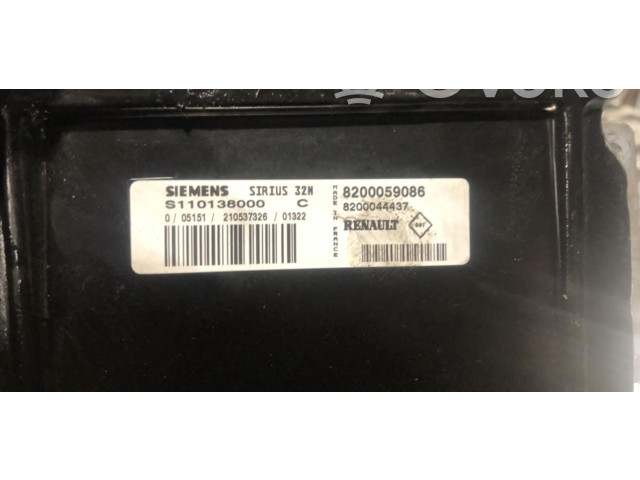 SIEMENS SIRIUS 32N
S110138000 C
0 / 05151 / 210537326 / 01322
MADE IN FRANCE
8200059086
8200044437
RENAULT